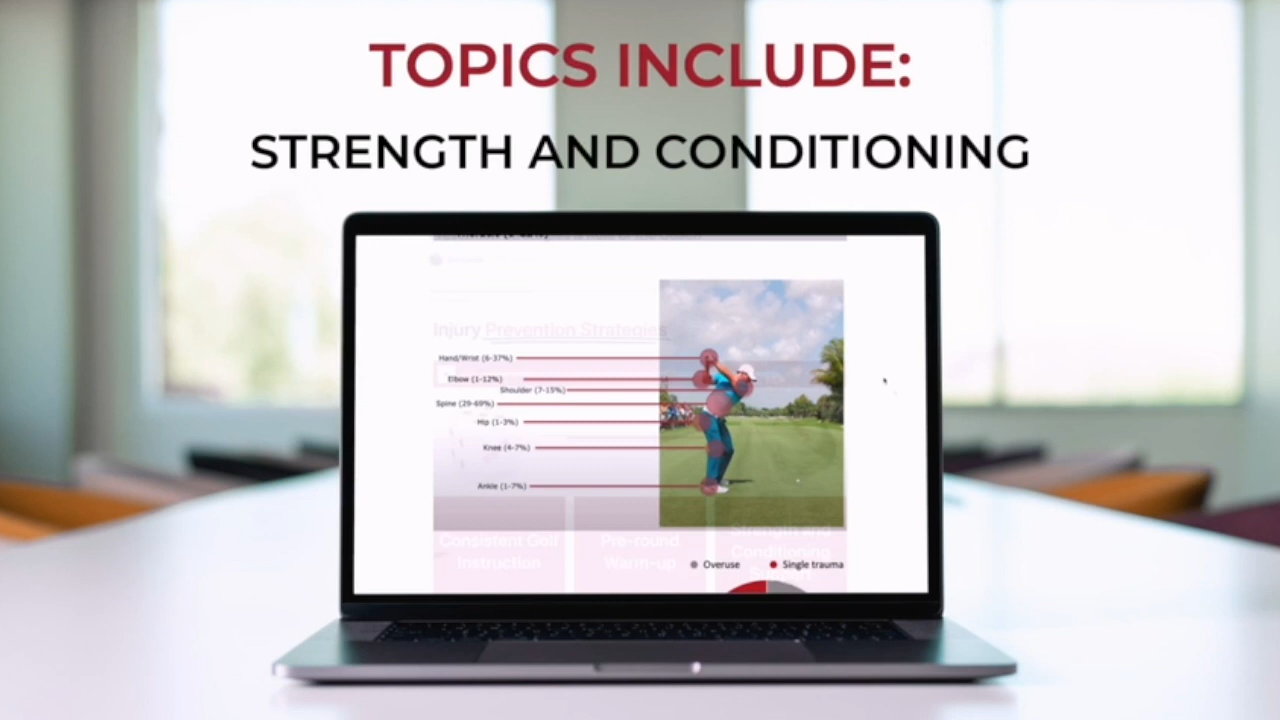 TOPICS INCLUDE:
STRENGTH AND CONDITIONING
Injury Prevention Strategies
Hand/Wrist (6-37%)
Elbow (1-12%)
Shoulder (7-15%)
Spine (29-69%)
Hip (1-3%)
Knee (4-7%)
Ankle (1-7%)
Consistent Golf
Instruction
Pre-round
Warm-up
Strength and
Conditioning
Overuse
Single trauma